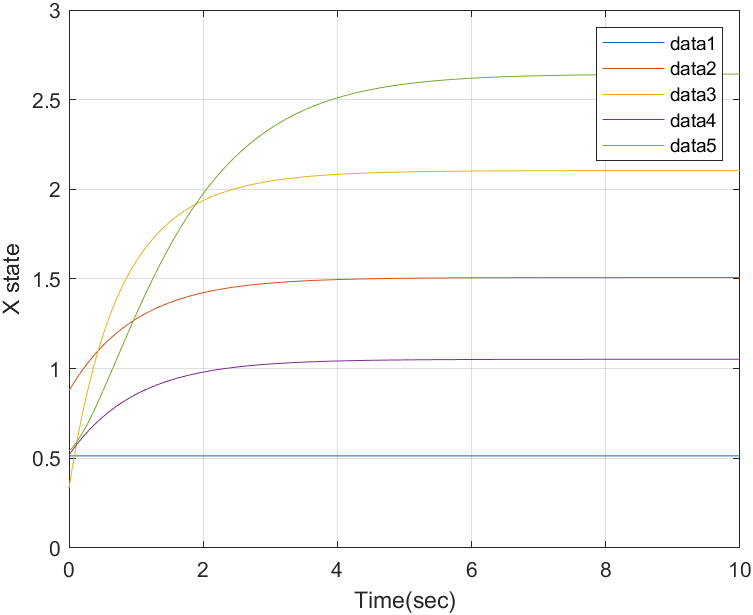 3
2.5
2
1.5
1
0.5
0
X state
data1
data2
data3
data4
data5
0 2 4 6 8 10
Time(sec)